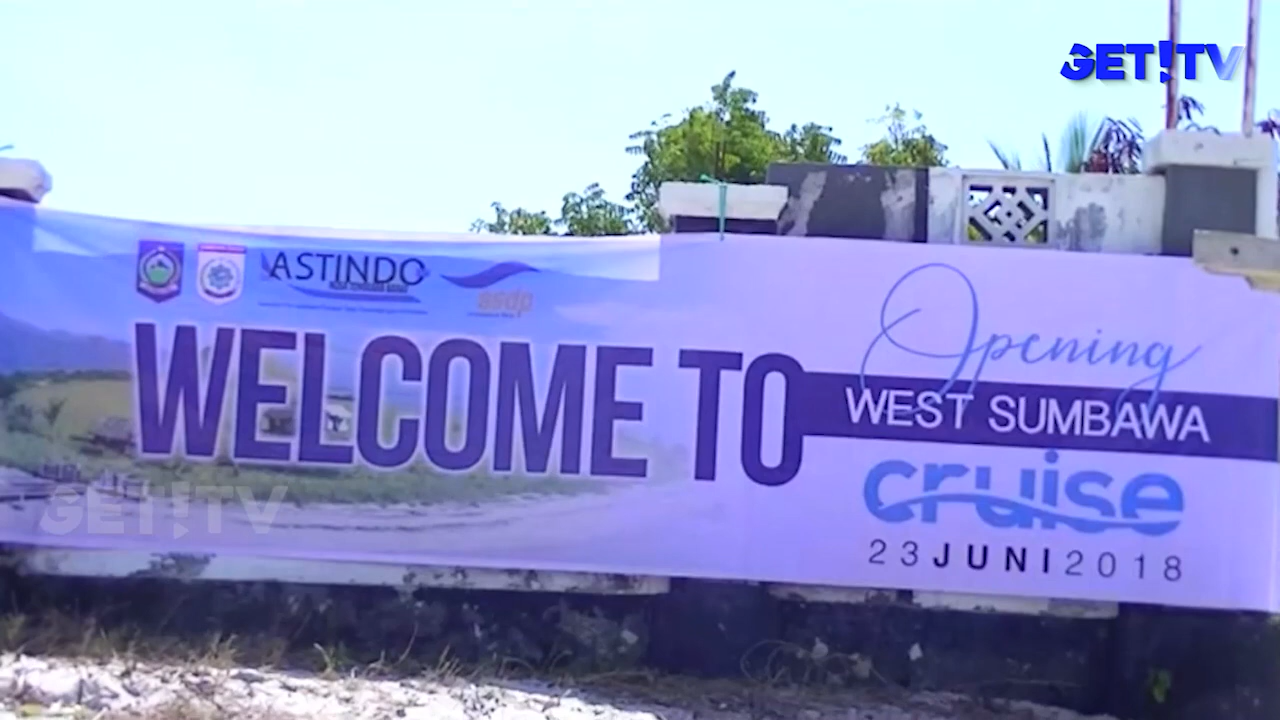 GET!TV
ASTINDO
asdp
WELCOME TO
Opening
WEST SUMBAWA
cruise
23JUNI2018
GET!TV